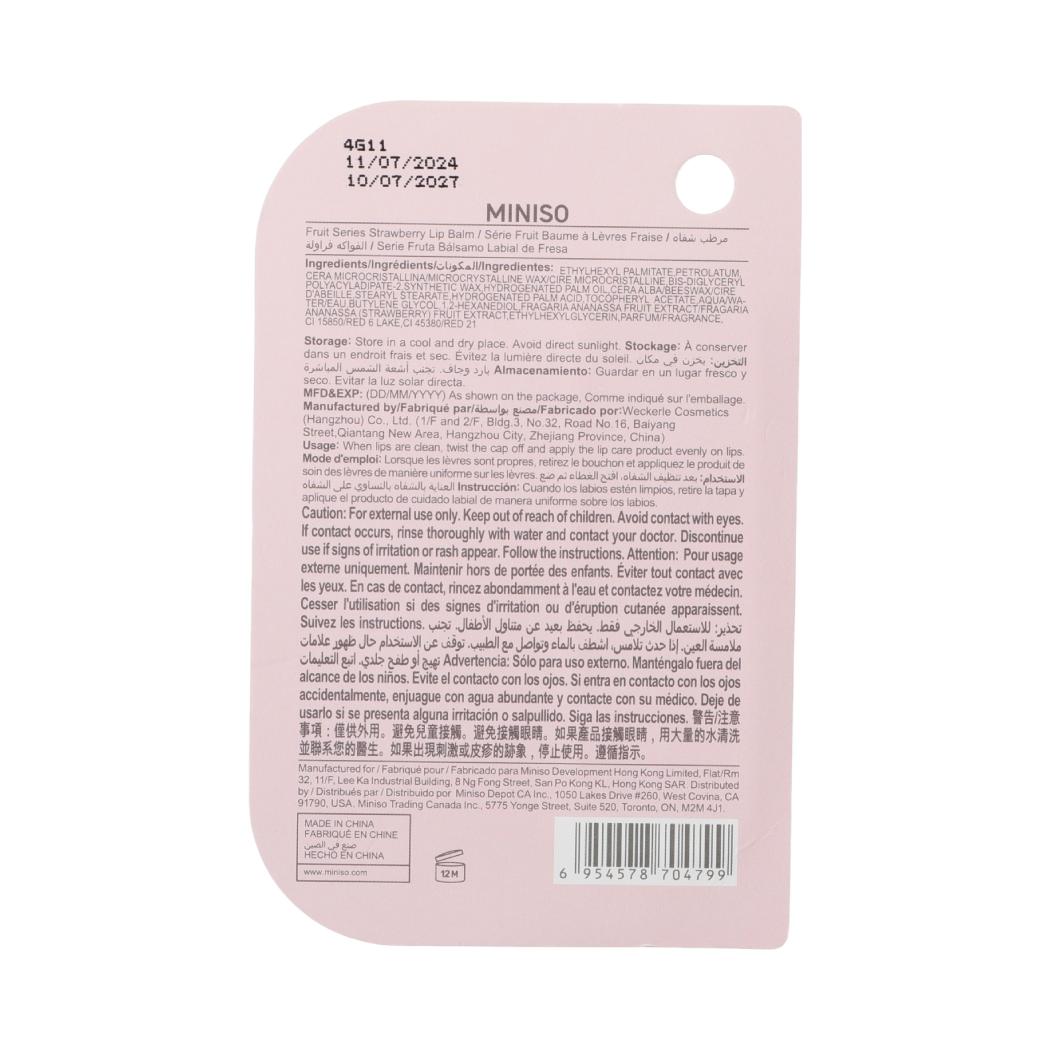 4G11
11/07/2024
10/07/2027
MINISO
Fruit Series Strawberry Lip Balm / Série Fruit Baume à Lèvres Fraise / مرطب شفاه
القواكه فراولة / Serie Fruta Bálsamo Labial de Fresa
Ingredients/Ingrédients/المكونات/Ingredientes: ETHYLHEXYL PALMITATE,PETROLATUM,
CERA MICROCRISTALLINA/MICROCRYSTALLINE WAX/CIRE MICROCRISTALLINE,BIS-DIGLYCERYL
POLYACYLADIPATE-2,SYNTHETIC WAX,HYDROGENATED PALM OIL,CERA ALBA/BEESWAX/CIRE
D'ABEILLE,STEARYL STEARATE,HYDROGENATED PALM ACID,TOCOPHERYL ACETATE,AQUA/WA-
TER/EAU,BUTYLENE GLYCOL,1,2-HEXANEDIOL,FRAGARIA ANANASSA FRUIT EXTRACT/FRAGARIA
ANANASSA (STRAWBERRY) FRUIT EXTRACT,ETHYLHEXYLGLYCERIN,PARFUM/FRAGRANCE,
CI 15850/RED 6 LAKE,CI 45380/RED 21
Storage: Store in a cool and dry place. Avoid direct sunlight. Stockage: À conserver
dans un endroit frais et sec. Évitez la lumière directe du soleil. التخزين: يخزن في مكان
بارد وجاف. تجنب أشعة الشمس المباشرة Almacenamiento: Guardar en un lugar fresco y
seco. Evitar la luz solar directa.
MFD&EXP: (DD/MM/YYYY) As shown on the package, Comme indiqué sur l'emballage.
Manufactured by/Fabriqué par/مصنع بواسطة/Fabricado por:Weckerle Cosmetics
(Hangzhou) Co., Ltd. (1/F and 2/F, Bldg.3, No.32, Road No.16, Baiyang
Street,Qiantang New Area, Hangzhou City, Zhejiang Province, China)
Usage: When lips are clean, twist the cap off and apply the lip care product evenly on lips.
Mode d'emploi: Lorsque les lèvres sont propres, retirez le bouchon et appliquez le produit de
soin des lèvres de manière uniforme sur les lèvres. الاستخدام: بعد تنظيف الشفاه، افتح الغطاء ثم ضع
العناية بالشفاه بالتساوي على الشفاه Instrucción: Cuando los labios estén limpios, retire la tapa y
aplique el producto de cuidado labial de manera uniforme sobre los labios.
Caution: For external use only. Keep out of reach of children. Avoid contact with eyes.
If contact occurs, rinse thoroughly with water and contact your doctor. Discontinue
use if signs of irritation or rash appear. Follow the instructions. Attention: Pour usage
externe uniquement. Maintenir hors de portée des enfants. Éviter tout contact avec
les yeux. En cas de contact, rincez abondamment à l'eau et contactez votre médecin.
Cesser l'utilisation si des signes d'irritation ou d'éruption cutanée apparaissent.
Suivez les instructions. تحذير: للاستعمال الخارجي فقط. يحفظ بعيد عن متناول الأطفال. تجنب
ملامسة العين. إذا حدث تلامس، اشطف بالماء وتواصل مع الطبيب. توقف عن الاستخدام حال ظهور علامات
تهيج أو طفح جلدي. اتبع التعليمات Advertencia: Sólo para uso externo. Manténgalo fuera del
alcance de los niños. Evite el contacto con los ojos. Si entra en contacto con los ojos
accidentalmente, enjuague con agua abundante y contacte con su médico. Deje de
usarlo si se presenta alguna irritación o salpullido. Siga las instrucciones. 警告/注意
事項：僅供外用。避免兒童接觸。避免接觸眼睛。如果產品接觸眼睛，用大量的水清洗
並聯系您的醫生。如果出現刺激或皮疹的跡象，停止使用。遵循指示。
Manufactured for / Fabriqué pour / Fabricado para Miniso Development Hong Kong Limited, Flat/Rm
32, 11/F, Lee Ka Industrial Building, 8 Ng Fong Street, San Po Kong KL, Hong Kong SAR. Distributed
by / Distribués par / Distribuido por Miniso Depot CA Inc., 1050 Lakes Drive #260, West Covina, CA
91790, USA. Miniso Trading Canada Inc., 5775 Yonge Street, Suite 520, Toronto, ON, M2M 4J1.
MADE IN CHINA
FABRIQUÉ EN CHINE
صنع في الصين
HECHO EN CHINA
www.miniso.com
12M
6 954578 704799